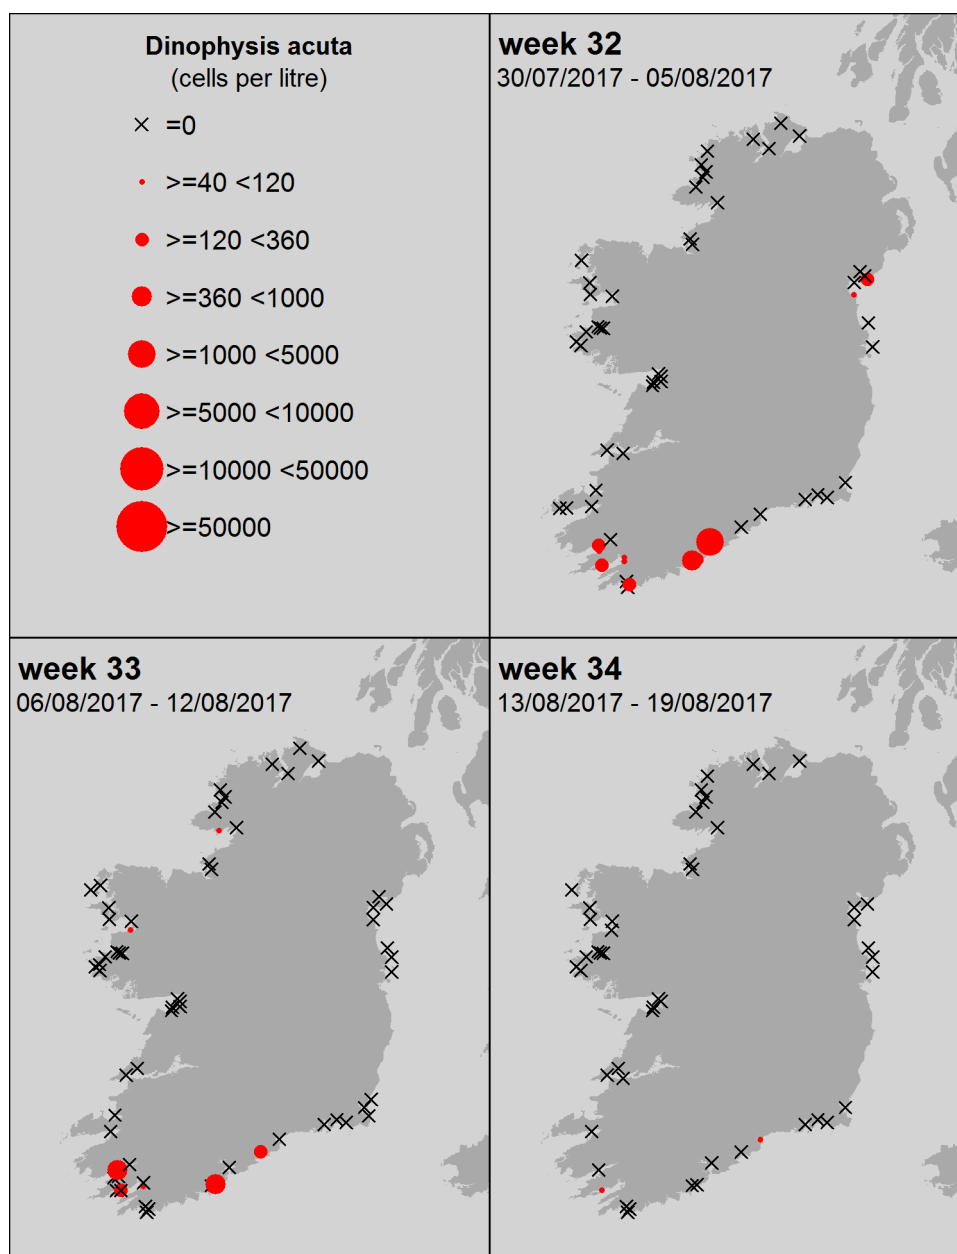 Dinophysis acuta
(cells per litre)
=0
>=40 <120
>=120 <360
>=360 <1000
>=1000 <5000
>=5000 <10000
>=10000 <50000
>=50000
week 32
30/07/2017 - 05/08/2017
week 33
06/08/2017 - 12/08/2017
week 34
13/08/2017 - 19/08/2017